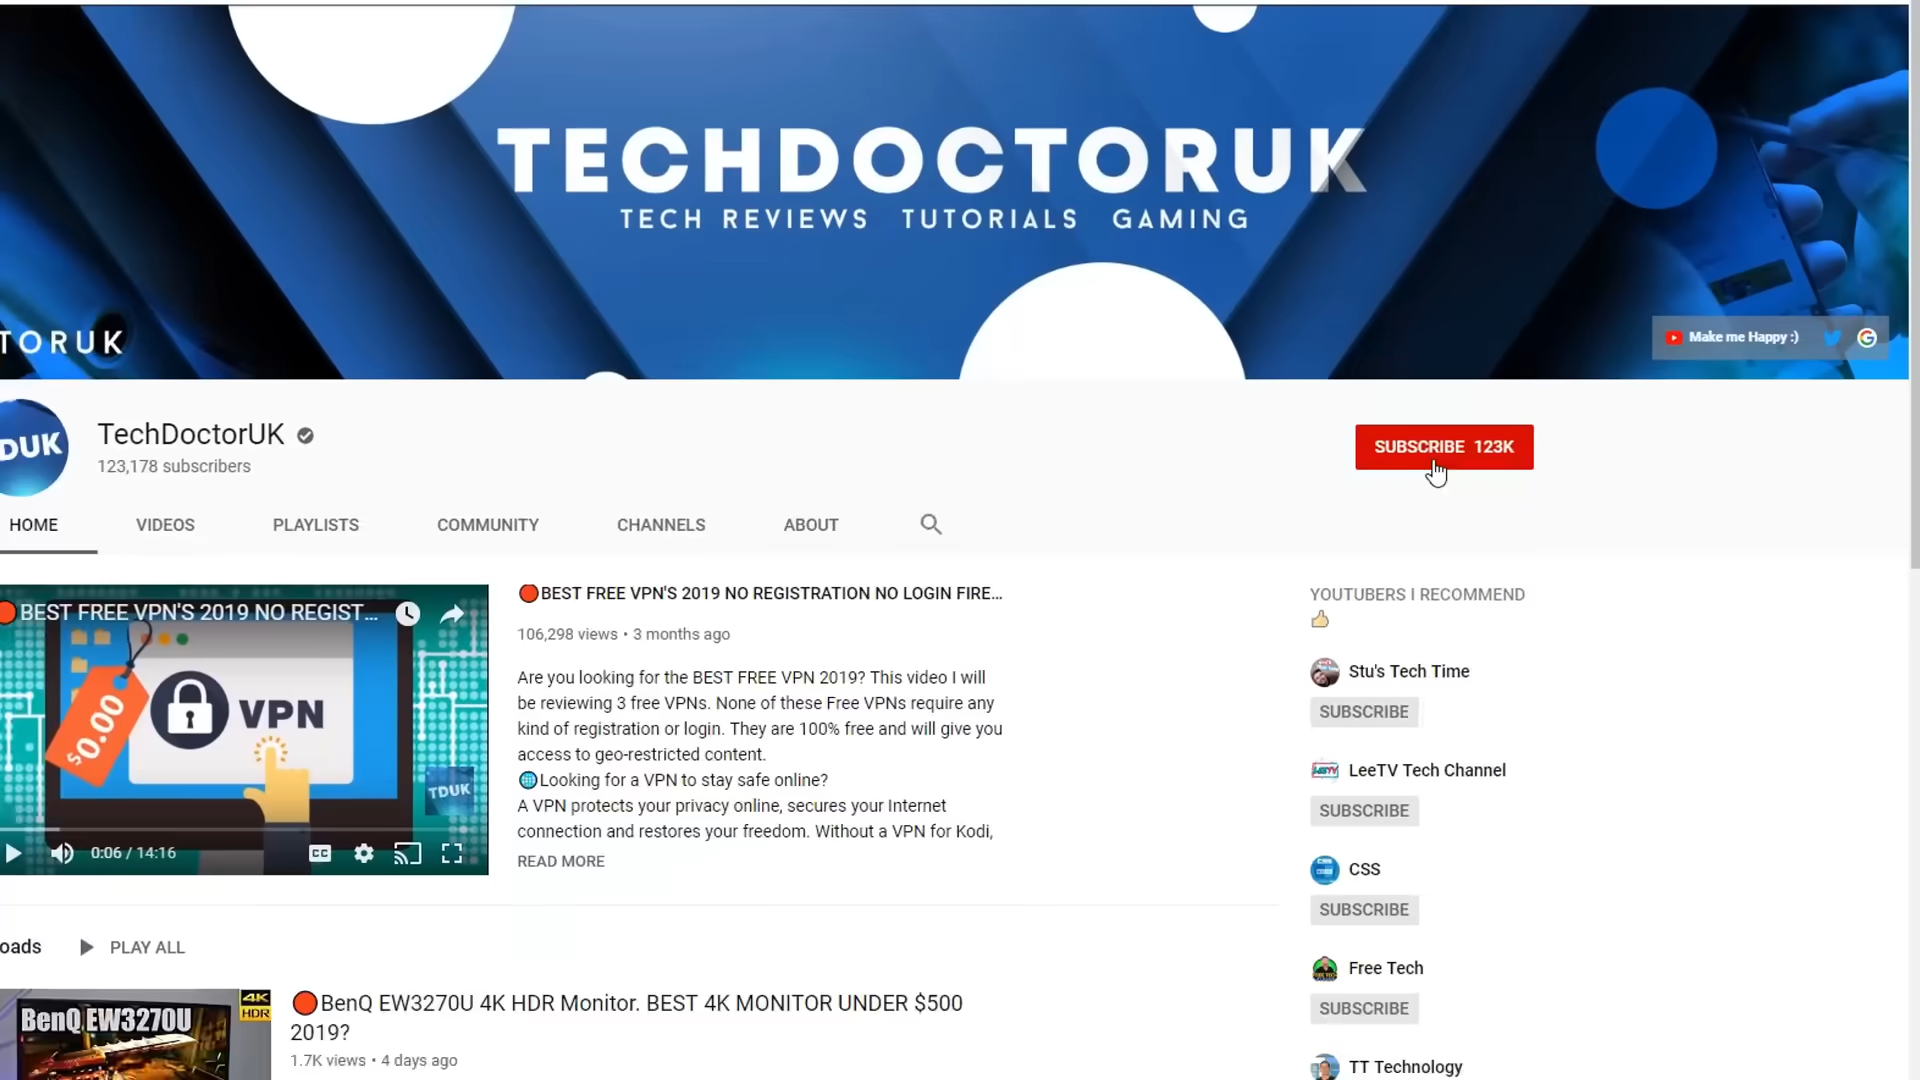 TECHDOCTORUK
TECH REVIEWS TUTORIALS GAMING
TORUK
Make me Happy :)
DUK
TechDoctorUK
123,178 subscribers
SUBSCRIBE 123K
HOME
VIDEOS
PLAYLISTS
COMMUNITY
CHANNELS
ABOUT
BEST FREE VPN'S 2019 NO REGIST...
$0.00
VPN
TDUK
0:06 / 14:16
CC
BEST FREE VPN'S 2019 NO REGISTRATION NO LOGIN FIRE...
106,298 views • 3 months ago
Are you looking for the BEST FREE VPN 2019? This video I will
be reviewing 3 free VPNs. None of these Free VPNs require any
kind of registration or login. They are 100% free and will give you
access to geo-restricted content.
Looking for a VPN to stay safe online?
A VPN protects your privacy online, secures your Internet
connection and restores your freedom. Without a VPN for Kodi,
READ MORE
YOUTUBERS I RECOMMEND
Stu's Tech Time
SUBSCRIBE
LeeTV Tech Channel
SUBSCRIBE
CSS
SUBSCRIBE
Free Tech
SUBSCRIBE
TT Technology
oads
PLAY ALL
BenQ EW3270U
4K
HDR
BenQ EW3270U 4K HDR Monitor. BEST 4K MONITOR UNDER $500
2019?
1.7K views • 4 days ago